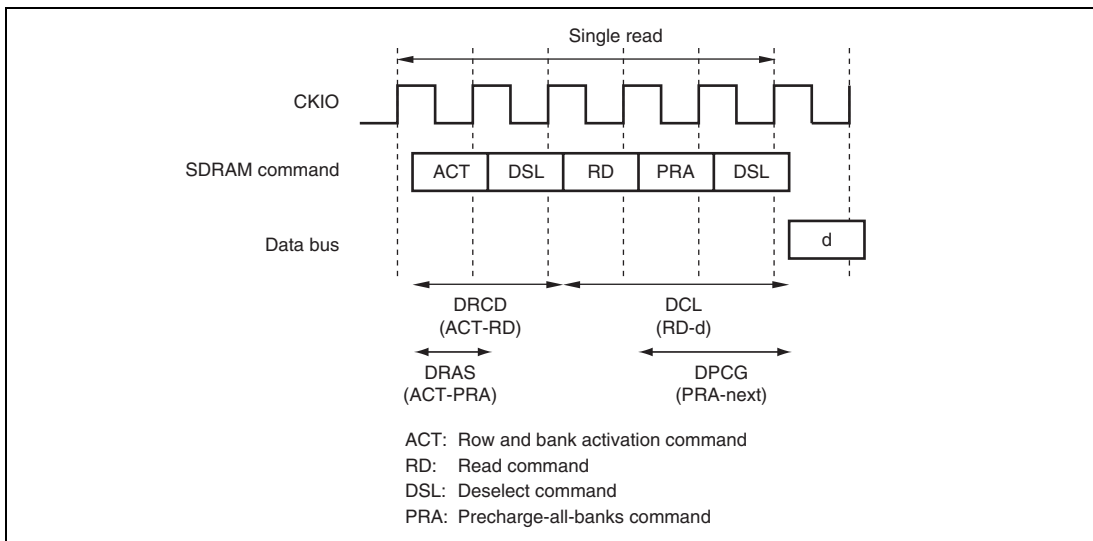 Single read
CKIO
SDRAM command ACT DSL RD PRA DSL
Data bus d
DRCD DCL
(ACT-RD) (RD-d)
DRAS DPCG
(ACT-PRA) (PRA-next)
ACT: Row and bank activation command
RD: Read command
DSL: Deselect command
PRA: Precharge-all-banks command